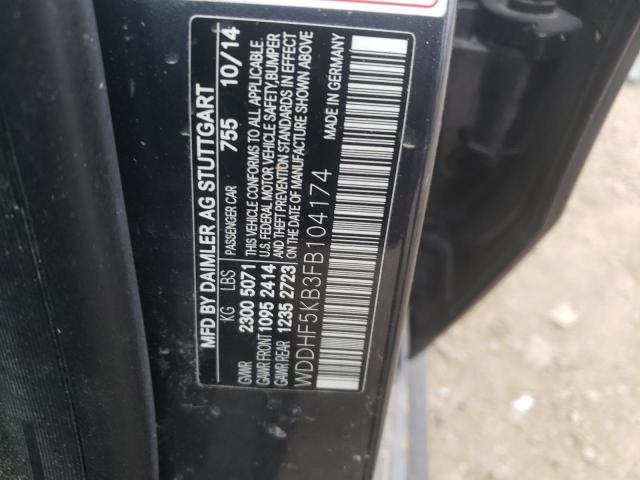 MFD BY DAIMLER AG STUTTGART
KG LBS PASSENGER CAR 755 10/14
GVWR 2300 5071 THIS VEHICLE CONFORMS TO ALL APPLICABLE
GAWR FRONT 1095 2414 U.S. FEDERAL MOTOR VEHICLE SAFETY, BUMPER
GAWR REAR 1235 2723 AND THEFT PREVENTION STANDARDS IN EFFECT
ON THE DATE OF MANUFACTURE SHOWN ABOVE
WDDHF5KB3FB104174
MADE IN GERMANY